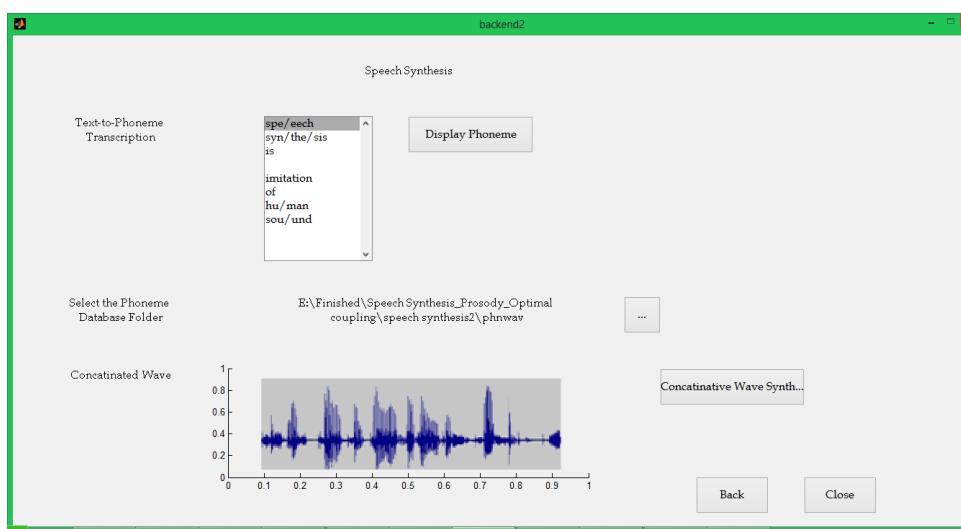 backend2
Speech Synthesis
Text-to-Phoneme
Transcription
spe/eech
syn/the/sis
is
imitation
of
hu/man
sou/und
Display Phoneme
Select the Phoneme
Database Folder
E:\Finished\Speech Synthesis_Prosody_Optimal
coupling\speech synthesis2\phnwav
...
Concatinated Wave
1
0.8
0.6
0.4
0.2
0
0 0.1 0.2 0.3 0.4 0.5 0.6 0.7 0.8 0.9 1
Concatinative Wave Synth...
Back
Close